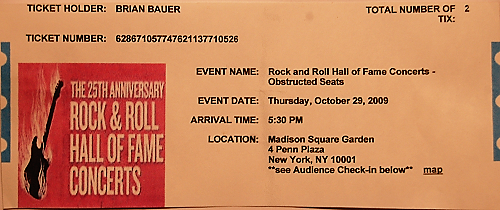 TICKET HOLDER: BRIAN BAUER
TOTAL NUMBER OF 2
TIX:
TICKET NUMBER: 628671057747621137710526
THE 25TH ANNIVERSARY
ROCK & ROLL
HALL OF FAME
CONCERTS
EVENT NAME: Rock and Roll Hall of Fame Concerts -
Obstructed Seats
EVENT DATE: Thursday, October 29, 2009
ARRIVAL TIME: 5:30 PM
LOCATION: Madison Square Garden
4 Penn Plaza
New York, NY 10001
**see Audience Check-in below** map